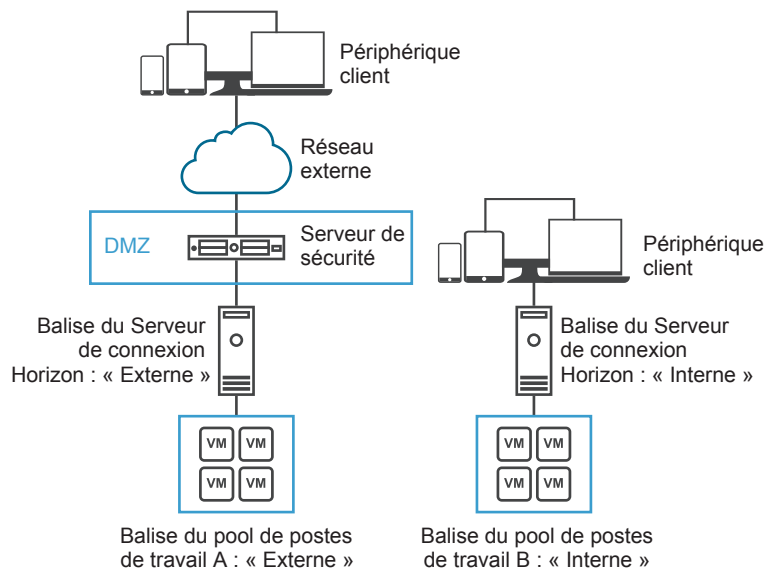 Périphérique
client
Réseau
externe
DMZ
Serveur de
sécurité
Périphérique
client
Balise du Serveur
de connexion
Horizon : « Externe »
Balise du Serveur
de connexion
Horizon : « Interne »
VM VM
VM VM
VM VM
VM VM
Balise du pool de postes
de travail A : « Externe »
Balise du pool de postes
de travail B : « Interne »